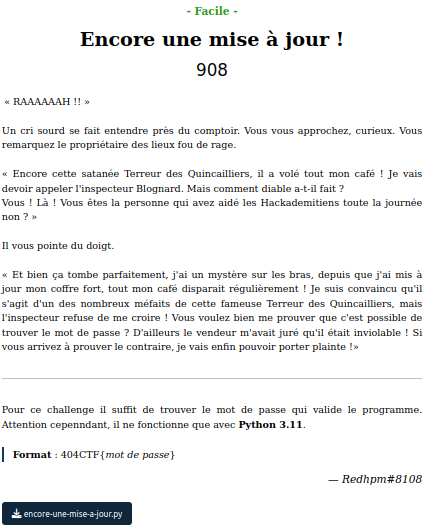 - Facile -
Encore une mise à jour !
908
« RAAAAAAH !! »
Un cri sourd se fait entendre près du comptoir. Vous vous approchez, curieux. Vous
remarquez le propriétaire des lieux fou de rage.
« Encore cette satanée Terreur des Quincailliers, il a volé tout mon café ! Je vais
devoir appeler l'inspecteur Blognard. Mais comment diable a-t-il fait ?
Vous ! Là ! Vous êtes la personne qui avez aidé les Hackademitiens toute la journée
non ? »
Il vous pointe du doigt.
« Et bien ça tombe parfaitement, j'ai un mystère sur les bras, depuis que j'ai mis à
jour mon coffre fort, tout mon café disparait régulièrement ! Je suis convaincu qu'il
s'agit d'un des nombreux méfaits de cette fameuse Terreur des Quincailliers, mais
l'inspecteur refuse de me croire ! Vous voulez bien me prouver que c'est possible de
trouver le mot de passe ? D'ailleurs le vendeur m'avait juré qu'il était inviolable ! Si
vous arrivez à prouver le contraire, je vais enfin pouvoir porter plainte !»
Pour ce challenge il suffit de trouver le mot de passe qui valide le programme.
Attention cependnant, il ne fonctionne que avec Python 3.11.
Format : 404CTF{mot de passe}
— Redhpm#8108
encore-une-mise-a-jour.py